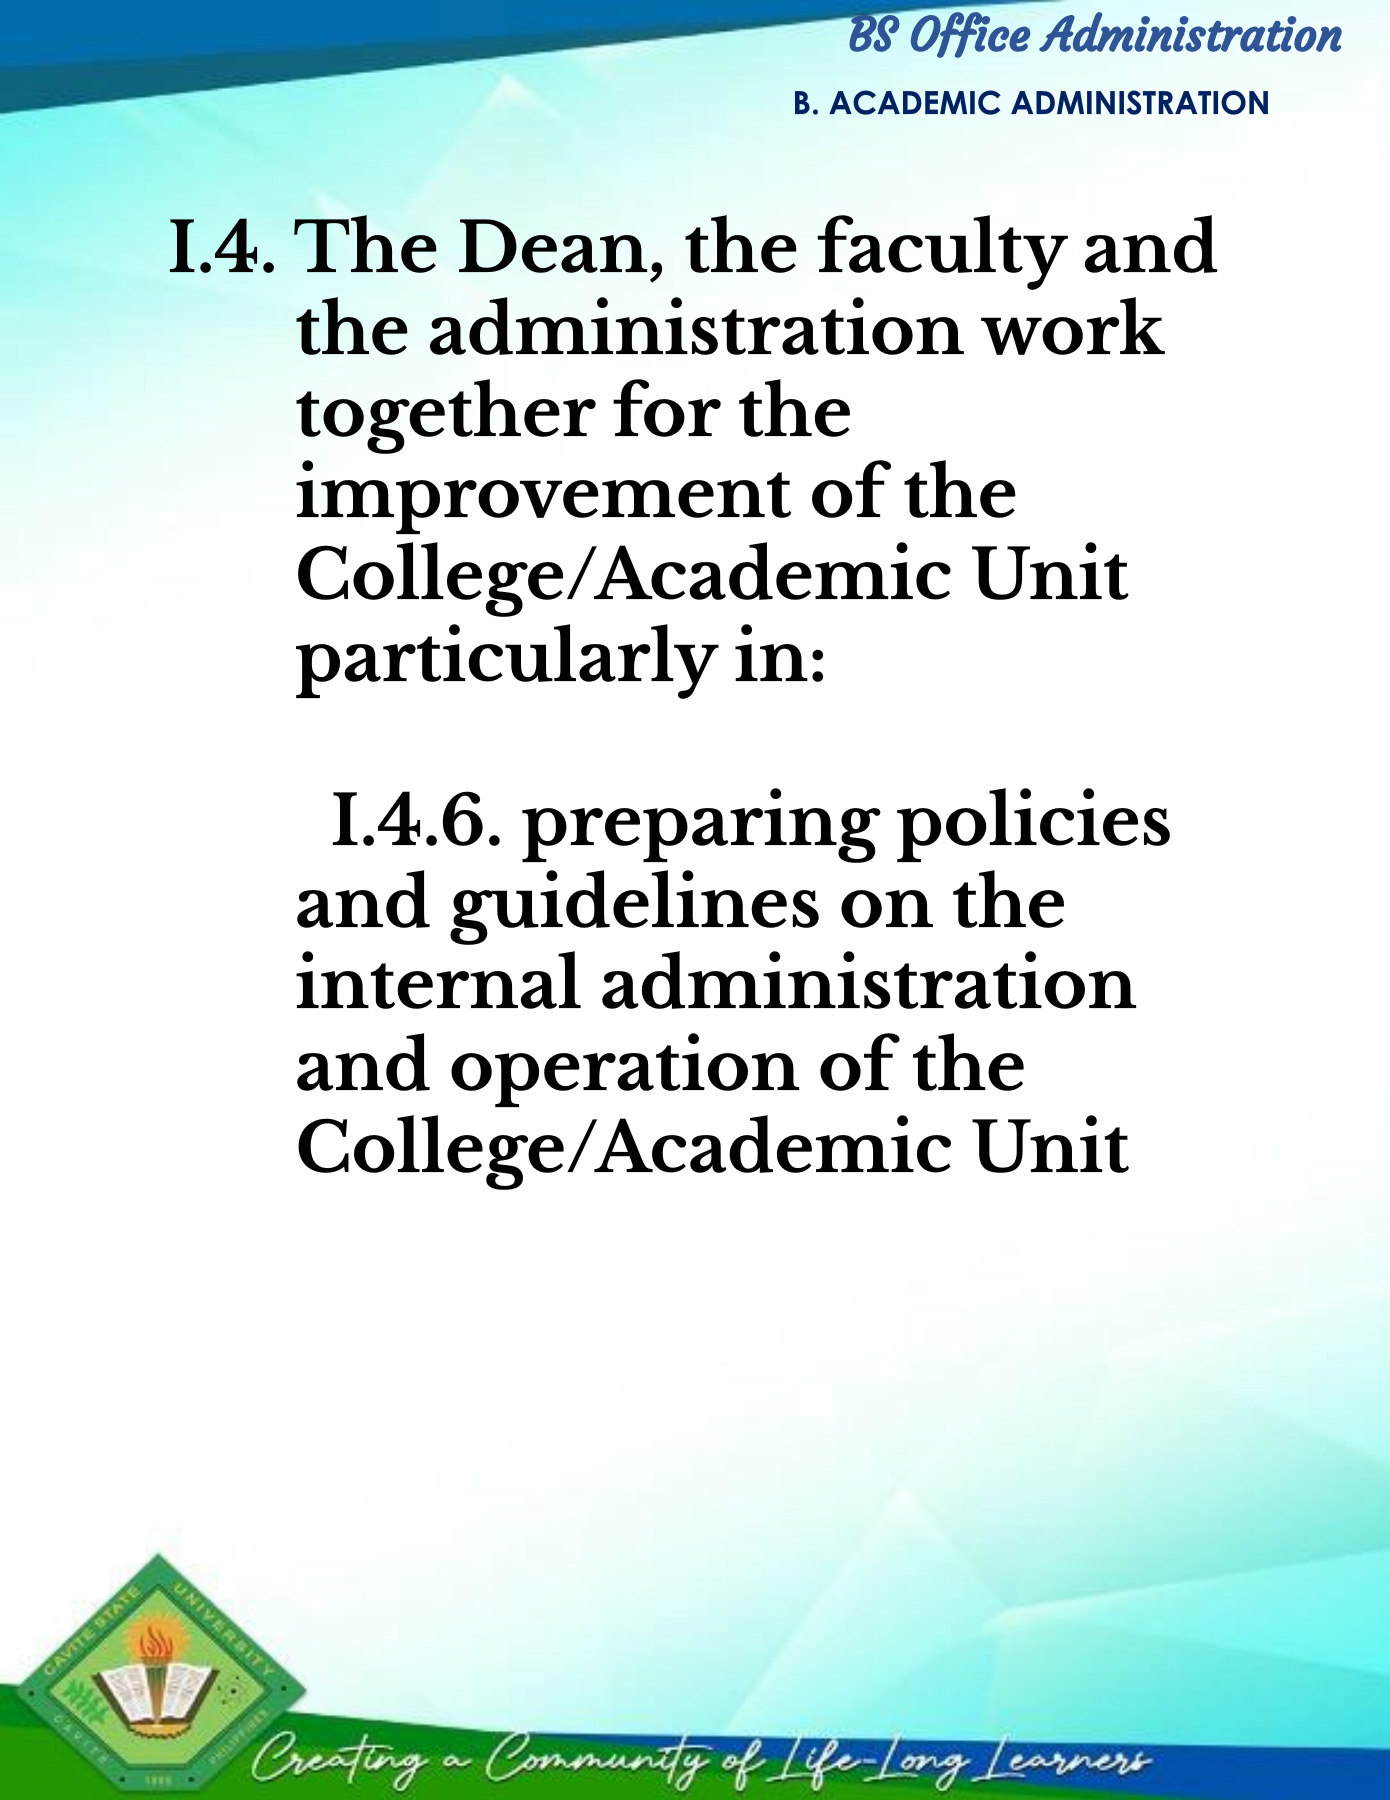 BS Office Administration
B. ACADEMIC ADMINISTRATION
I.4. The Dean, the faculty and
the administration work
together for the
improvement of the
College/Academic Unit
particularly in:
I.4.6. preparing policies
and guidelines on the
internal administration
and operation of the
College/Academic Unit
CAVITE STATE UNIVERSITY
CAVITE PHILIPPINES
Creating a Community of Life-Long Learners